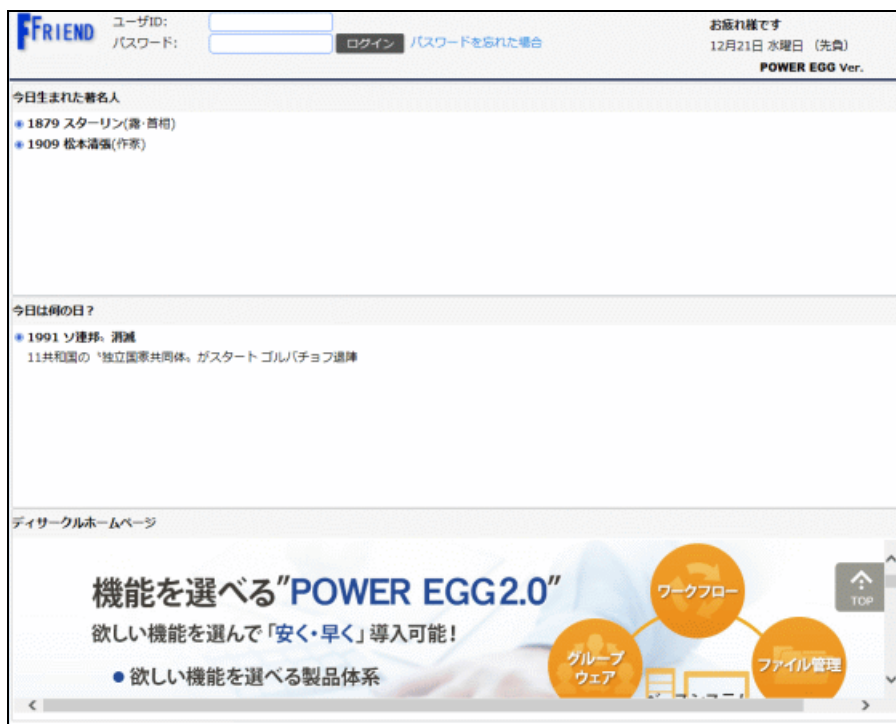 FFRIEND
ユーザID:
パスワード:
ログイン パスワードを忘れた場合
お疲れ様です
12月21日 水曜日 (先負)
POWER EGG Ver.
今日生まれた著名人
1879 スターリン(露・首相)
1909 松本清張(作家)
今日は何の日?
1991 ソ連邦。消滅
11共和国の〝独立国家共同体。がスタート ゴルバチョフ退陣
ディサークルホームページ
機能を選べる"POWER EGG2.0"
欲しい機能を選んで「安く・早く」導入可能!
●欲しい機能を選べる製品体系
ワークフロー
グループ
ウェア
ファイル管理
TOP